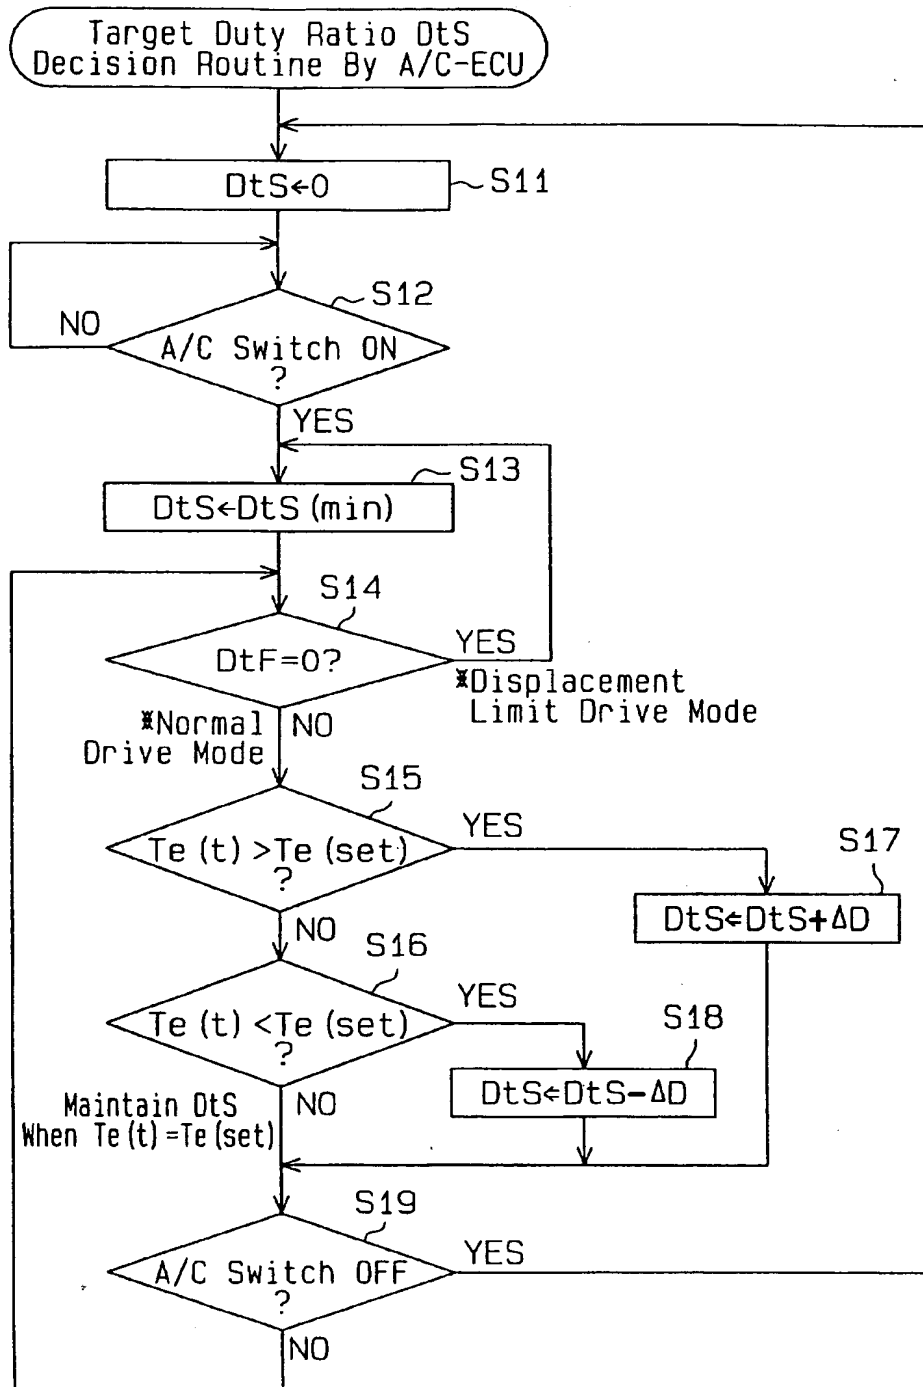 Target Duty Ratio DtS
Decision Routine By A/C-ECU
DtS←0
S11
S12
NO
A/C Switch ON
?
YES
S13
DtS←DtS(min)
S14
DtF=0?
YES
※Displacement
Limit Drive Mode
※Normal
Drive Mode
NO
S15
Te(t)>Te(set)
?
YES
S17
DtS⇐DtS+ΔD
NO
S16
Te(t)<Te(set)
?
YES
S18
DtS⇐DtS-ΔD
Maintain DtS
When Te(t)=Te(set)
NO
S19
A/C Switch OFF
?
YES
NO